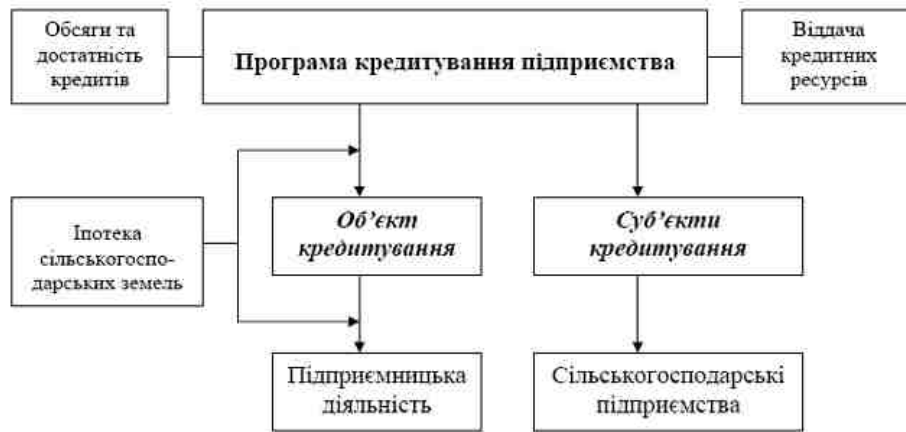 Обсяги та
достатність
кредитів
Програма кредитування підприємства
Віддача
кредитних
ресурсів
Іпотека
сільськогоспо-
дарських земель
Об’єкт
кредитування
Суб’єкти
кредитування
Підприємницька
діяльність
Сільськогосподарські
підприємства